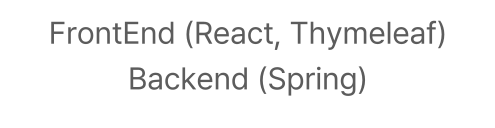 FrontEnd (React, Thymeleaf)
Backend (Spring)